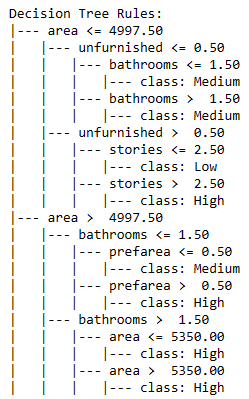 Decision Tree Rules:
|--- area <= 4997.50
|   |--- unfurnished <= 0.50
|   |   |--- bathrooms <= 1.50
|   |   |   |--- class: Medium
|   |   |--- bathrooms >  1.50
|   |   |   |--- class: Medium
|   |--- unfurnished >  0.50
|   |   |--- stories <= 2.50
|   |   |   |--- class: Low
|   |   |--- stories >  2.50
|   |   |   |--- class: High
|--- area >  4997.50
|   |--- bathrooms <= 1.50
|   |   |--- prefarea <= 0.50
|   |   |   |--- class: Medium
|   |   |--- prefarea >  0.50
|   |   |   |--- class: High
|   |--- bathrooms >  1.50
|   |   |--- area <= 5350.00
|   |   |   |--- class: High
|   |   |--- area >  5350.00
|   |   |   |--- class: High